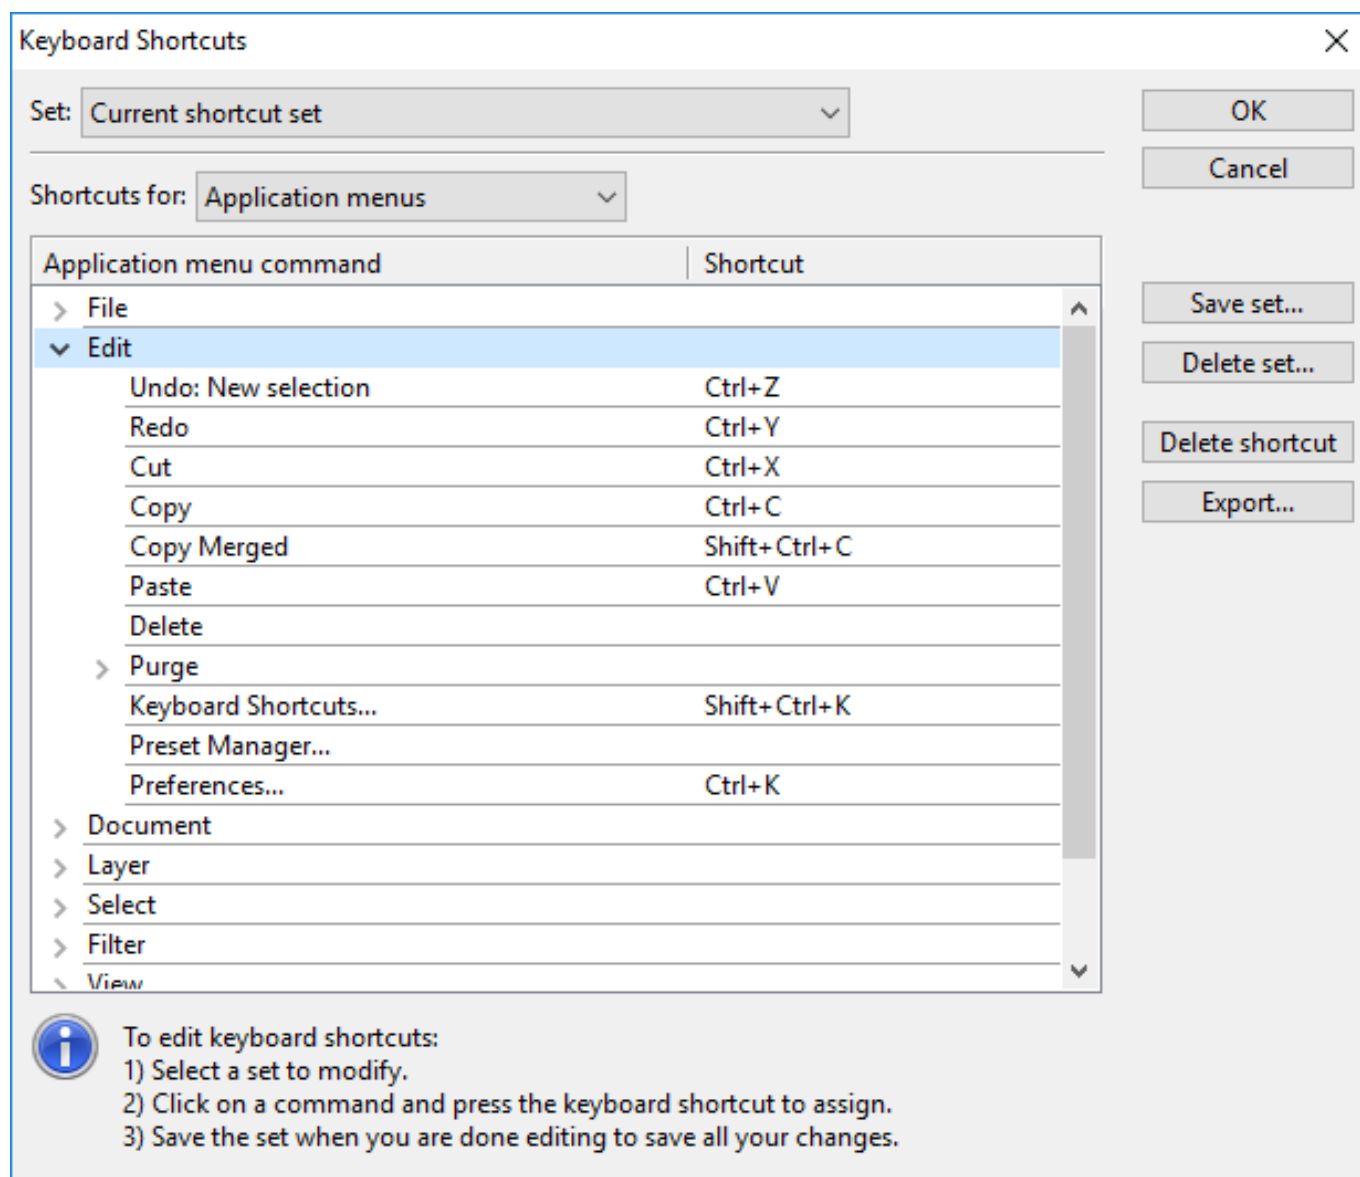 Keyboard Shortcuts
Set: Current shortcut set
OK
Cancel
Shortcuts for: Application menus
Application menu command Shortcut
File
Edit
Undo: New selection Ctrl+Z
Redo Ctrl+Y
Cut Ctrl+X
Copy Ctrl+C
Copy Merged Shift+Ctrl+C
Paste Ctrl+V
Delete
Purge
Keyboard Shortcuts... Shift+Ctrl+K
Preset Manager...
Preferences... Ctrl+K
Document
Layer
Select
Filter
View
Save set...
Delete set...
Delete shortcut
Export...
To edit keyboard shortcuts:
1) Select a set to modify.
2) Click on a command and press the keyboard shortcut to assign.
3) Save the set when you are done editing to save all your changes.